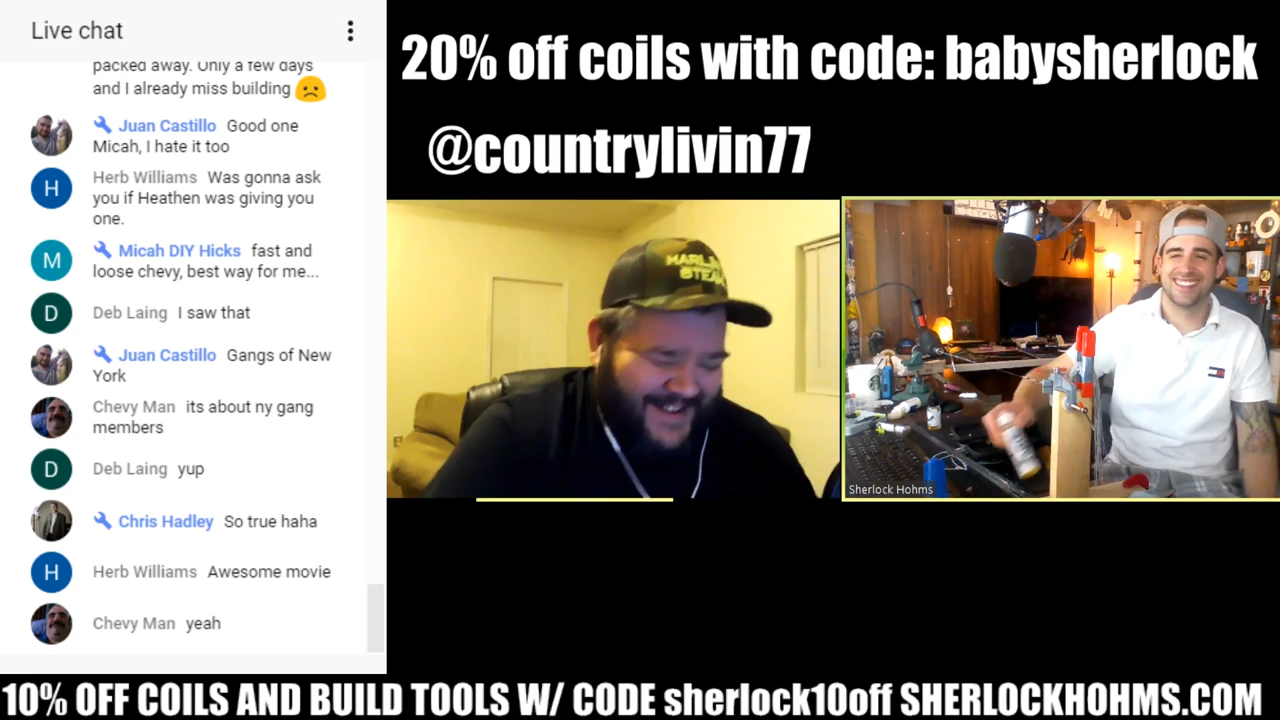 Live chat
packed away. Only a few days
and I already miss building
Juan Castillo Good one
Micah, I hate it too
H
Herb Williams Was gonna ask
you if Heathen was giving you
one.
M
Micah DIY Hicks fast and
loose chevy, best way for me...
D
Deb Laing I saw that
Juan Castillo Gangs of New
York
Chevy Man its about ny gang
members
D
Deb Laing yup
Chris Hadley So true haha
H
Herb Williams Awesome movie
Chevy Man yeah
20% off coils with code: babysherlock
@countrylivin77
Sherlock Hohms
10% OFF COILS AND BUILD TOOLS W/ CODE sherlock10off SHERLOCKHOHMS.COM